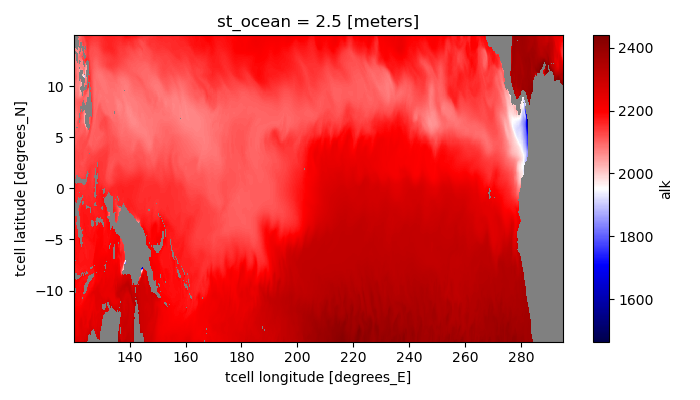 st_ocean = 2.5 [meters]
tcell latitude [degrees_N]
10
5
0
−5
−10
140 160 180 200 220 240 260 280
tcell longitude [degrees_E]
2400
2200
2000
1800
1600
alk